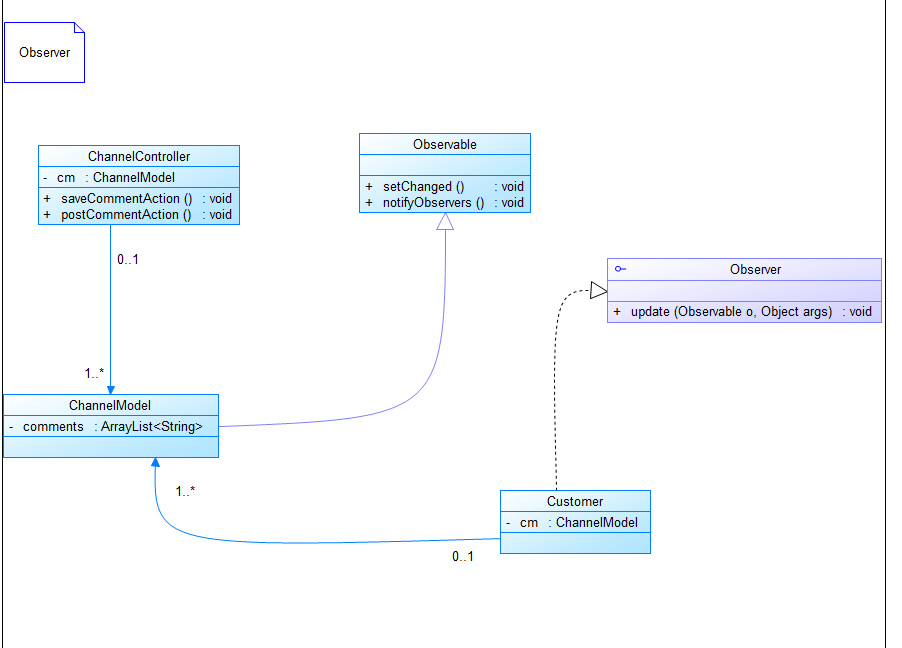 Observer
ChannelController
- cm : ChannelModel
+ saveCommentAction () : void
+ postCommentAction () : void
Observable
+ setChanged () : void
+ notifyObservers () : void
0..1
Observer
+ update (Observable o, Object args) : void
1..*
ChannelModel
- comments : ArrayList<String>
1..*
Customer
- cm : ChannelModel
0..1